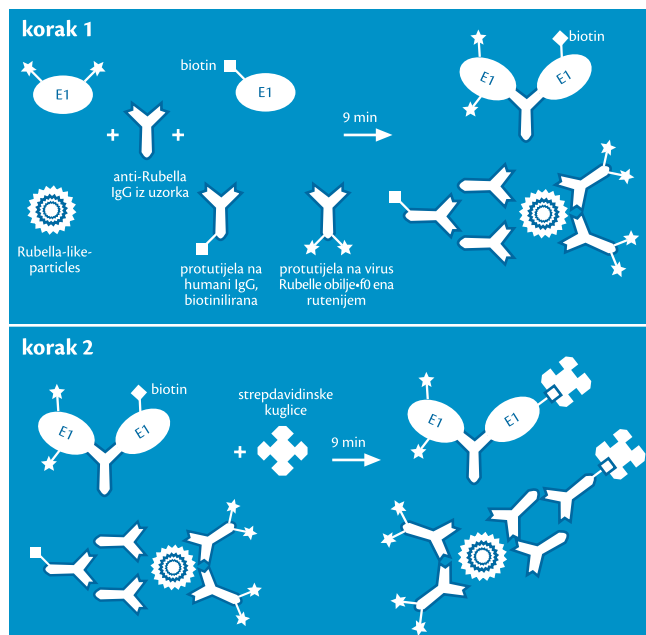 korak 1
E1
biotin
E1
+
+
9 min
E1
E1
biotin
anti-Rubella
IgG iz uzorka
Rubella-like-
particles
protutijela na
humani IgG,
biotinilirana
protutijela na virus
Rubelle obilje•f0 ena
rutenijem
korak 2
E1
E1
biotin
+
strepdavidinske
kuglice
9 min
E1
E1